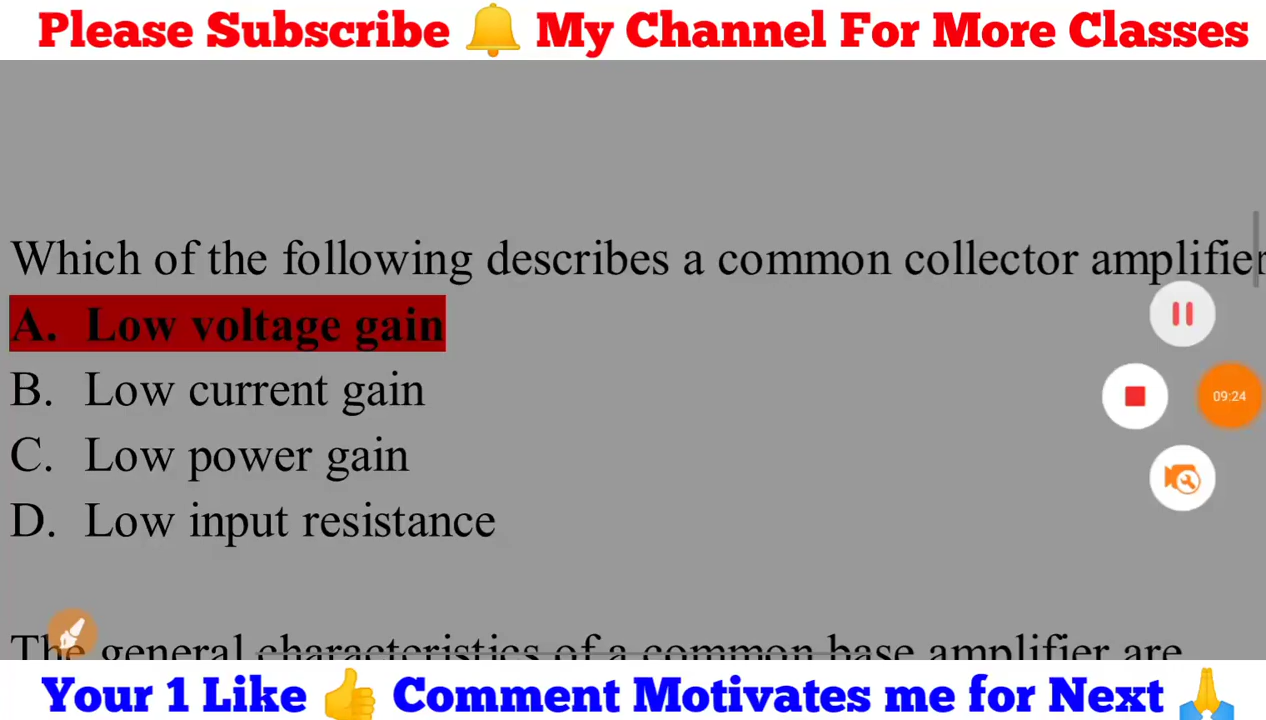 Please Subscribe 🔔 My Channel For More Classes
Which of the following describes a common collector amplifier
A. Low voltage gain
B. Low current gain
C. Low power gain
D. Low input resistance
09:24
The general characteristics of a common base amplifier are
Your 1 Like 👍 Comment Motivates me for Next 🙏